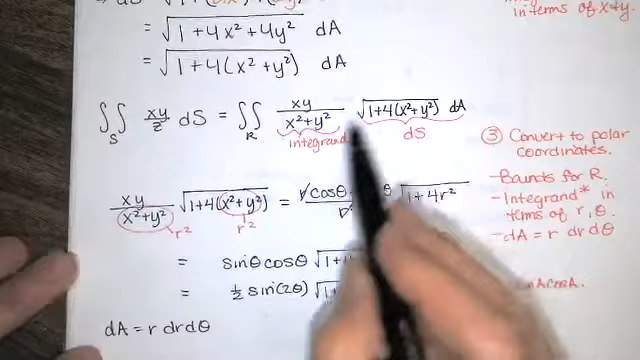 = √(1+4x²+4y²) dA
in terms of x+y.
= √(1+4(x²+y²)) dA
∬_S xy/z dS = ∬_R xy/(x²+y²) √(1+4(x²+y²)) dA
integrand
dS
③ Convert to polar
coordinates.
- Bounds for R.
- Integrand* in
terms of r, θ.
- dA = r dr dθ
xy/(x²+y²) √(1+4(x²+y²)) = r cosθ √(1+4r²)
r²
r²
= sinθ cosθ
= ½ sin(2θ)
dA = r dr dθ